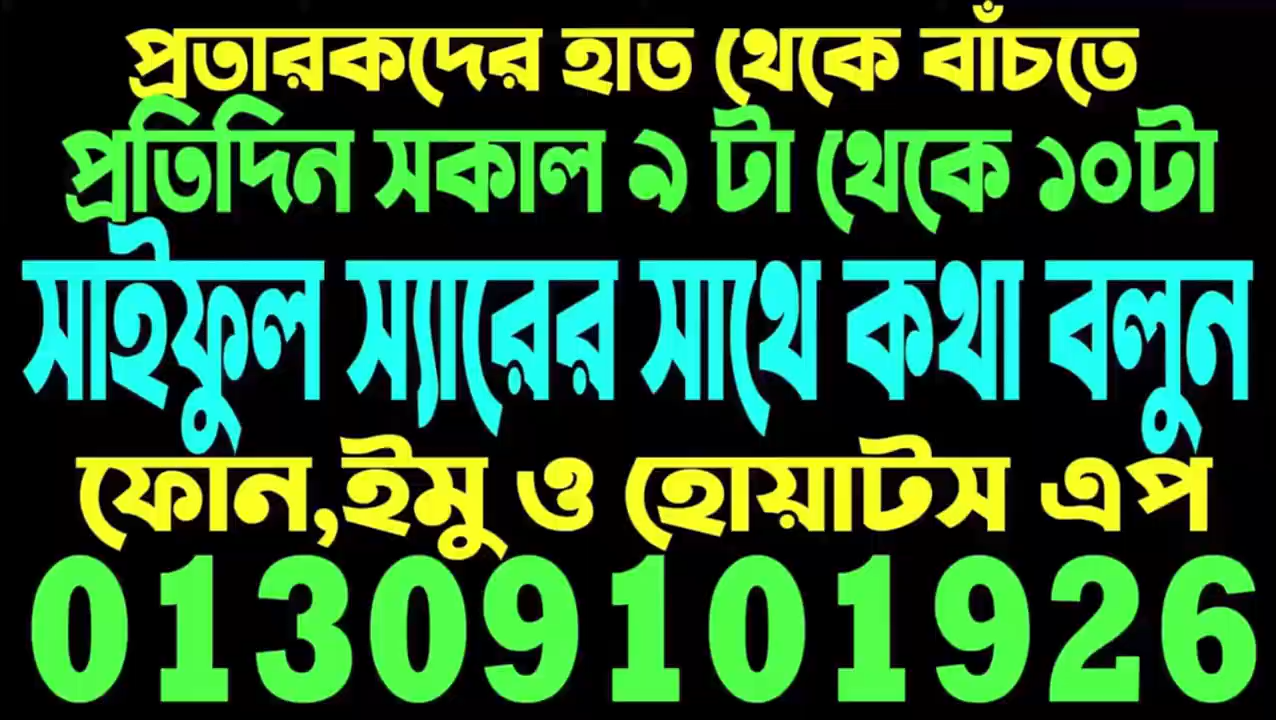 প্রতারকদের হাত থেকে বাঁচতে
প্রতিদিন সকাল ৯ টা থেকে ১০টা
সাইফুল স্যারের সাথে কথা বলুন
ফোন,ইমু ও হোয়াটস এপ
01309101926